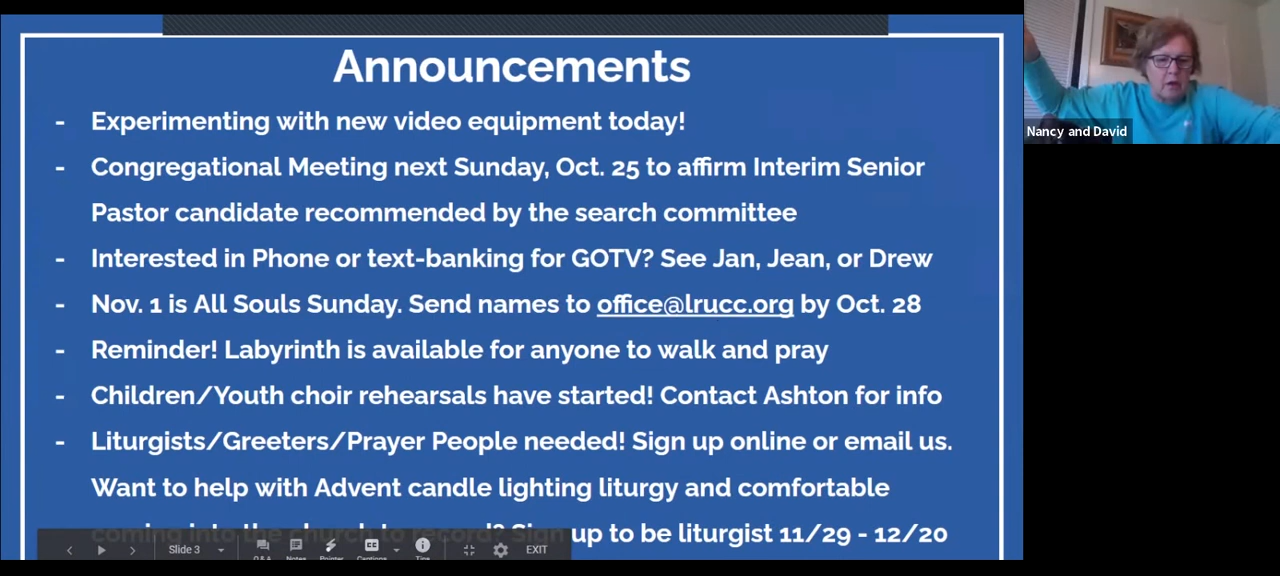 Announcements
- Experimenting with new video equipment today!
- Congregational Meeting next Sunday, Oct. 25 to affirm Interim Senior
Pastor candidate recommended by the search committee
- Interested in Phone or text-banking for GOTV? See Jan, Jean, or Drew
- Nov. 1 is All Souls Sunday. Send names to office@lrucc.org by Oct. 28
- Reminder! Labyrinth is available for anyone to walk and pray
- Children/Youth choir rehearsals have started! Contact Ashton for info
- Liturgists/Greeters/Prayer People needed! Sign up online or email us.
Want to help with Advent candle lighting liturgy and comfortable
coming into the church to record? Sign up to be liturgist 11/29 - 12/20
Slide 3
Q & A Notes Pointer Captions Tips
EXIT
Nancy and David